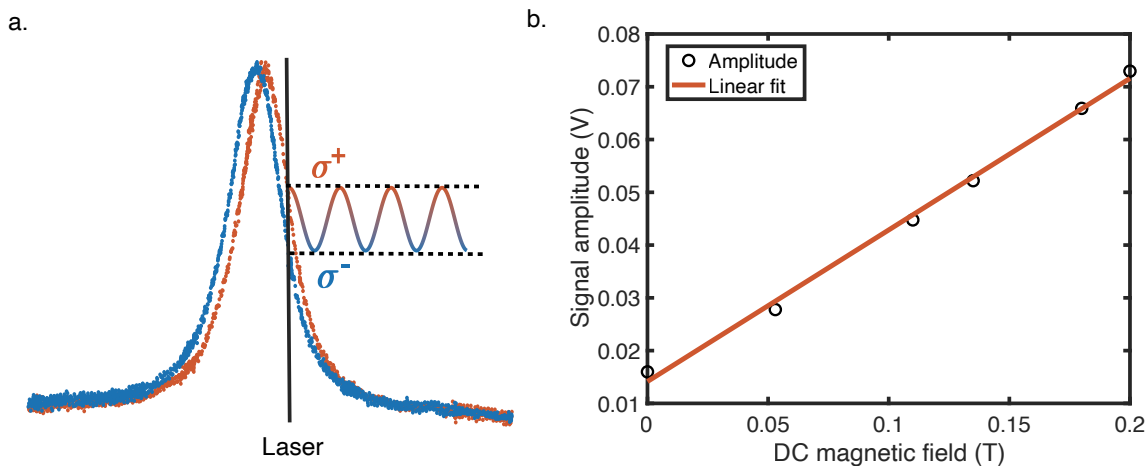 a.
σ+
σ-
Laser
b.
Amplitude
Linear fit
Signal amplitude (V)
0.08
0.07
0.06
0.05
0.04
0.03
0.02
0.01
0
0.05
0.1
0.15
0.2
DC magnetic field (T)